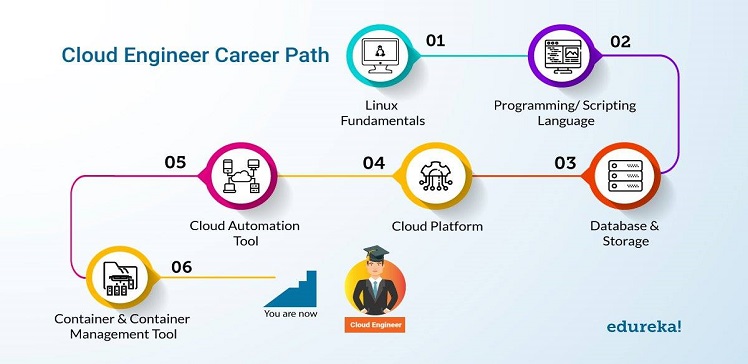 Cloud Engineer Career Path
01
Linux
Fundamentals
02
Programming/ Scripting
Language
03
Database &
Storage
04
Cloud Platform
05
Cloud Automation
Tool
06
Container & Container
Management Tool
You are now
Cloud Engineer
edureka!